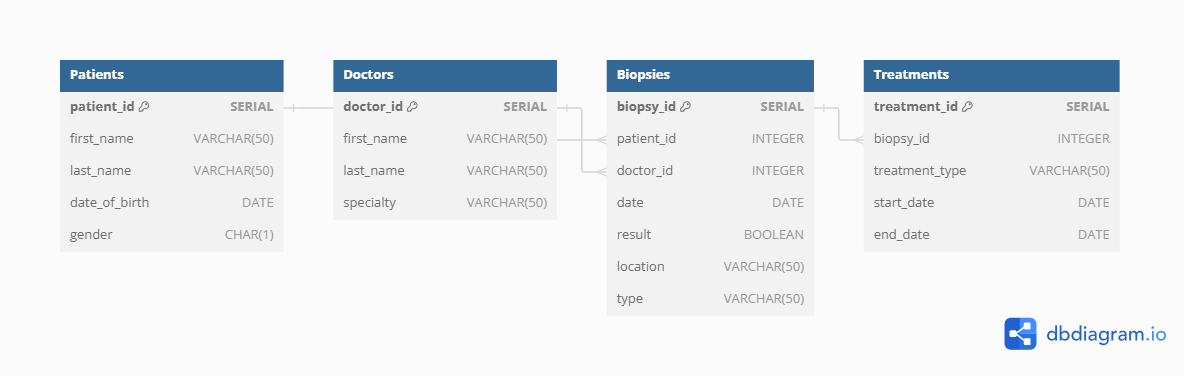 Patients
patient_id SERIAL
first_name VARCHAR(50)
last_name VARCHAR(50)
date_of_birth DATE
gender CHAR(1)
Doctors
doctor_id SERIAL
first_name VARCHAR(50)
last_name VARCHAR(50)
specialty VARCHAR(50)
Biopsies
biopsy_id SERIAL
patient_id INTEGER
doctor_id INTEGER
date DATE
result BOOLEAN
location VARCHAR(50)
type VARCHAR(50)
Treatments
treatment_id SERIAL
biopsy_id INTEGER
treatment_type VARCHAR(50)
start_date DATE
end_date DATE
dbdiagram.io